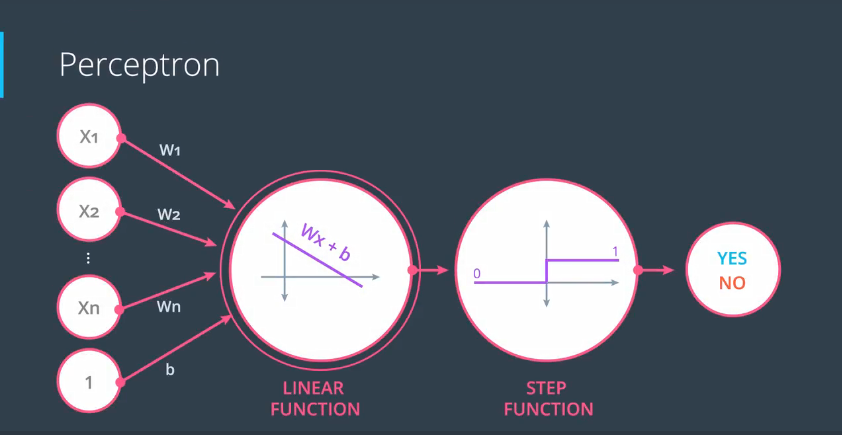 Perceptron
X1
W1
X2
W2
⋮
Xn
Wn
1
b
Wx + b
LINEAR
FUNCTION
0
1
STEP
FUNCTION
YES
NO